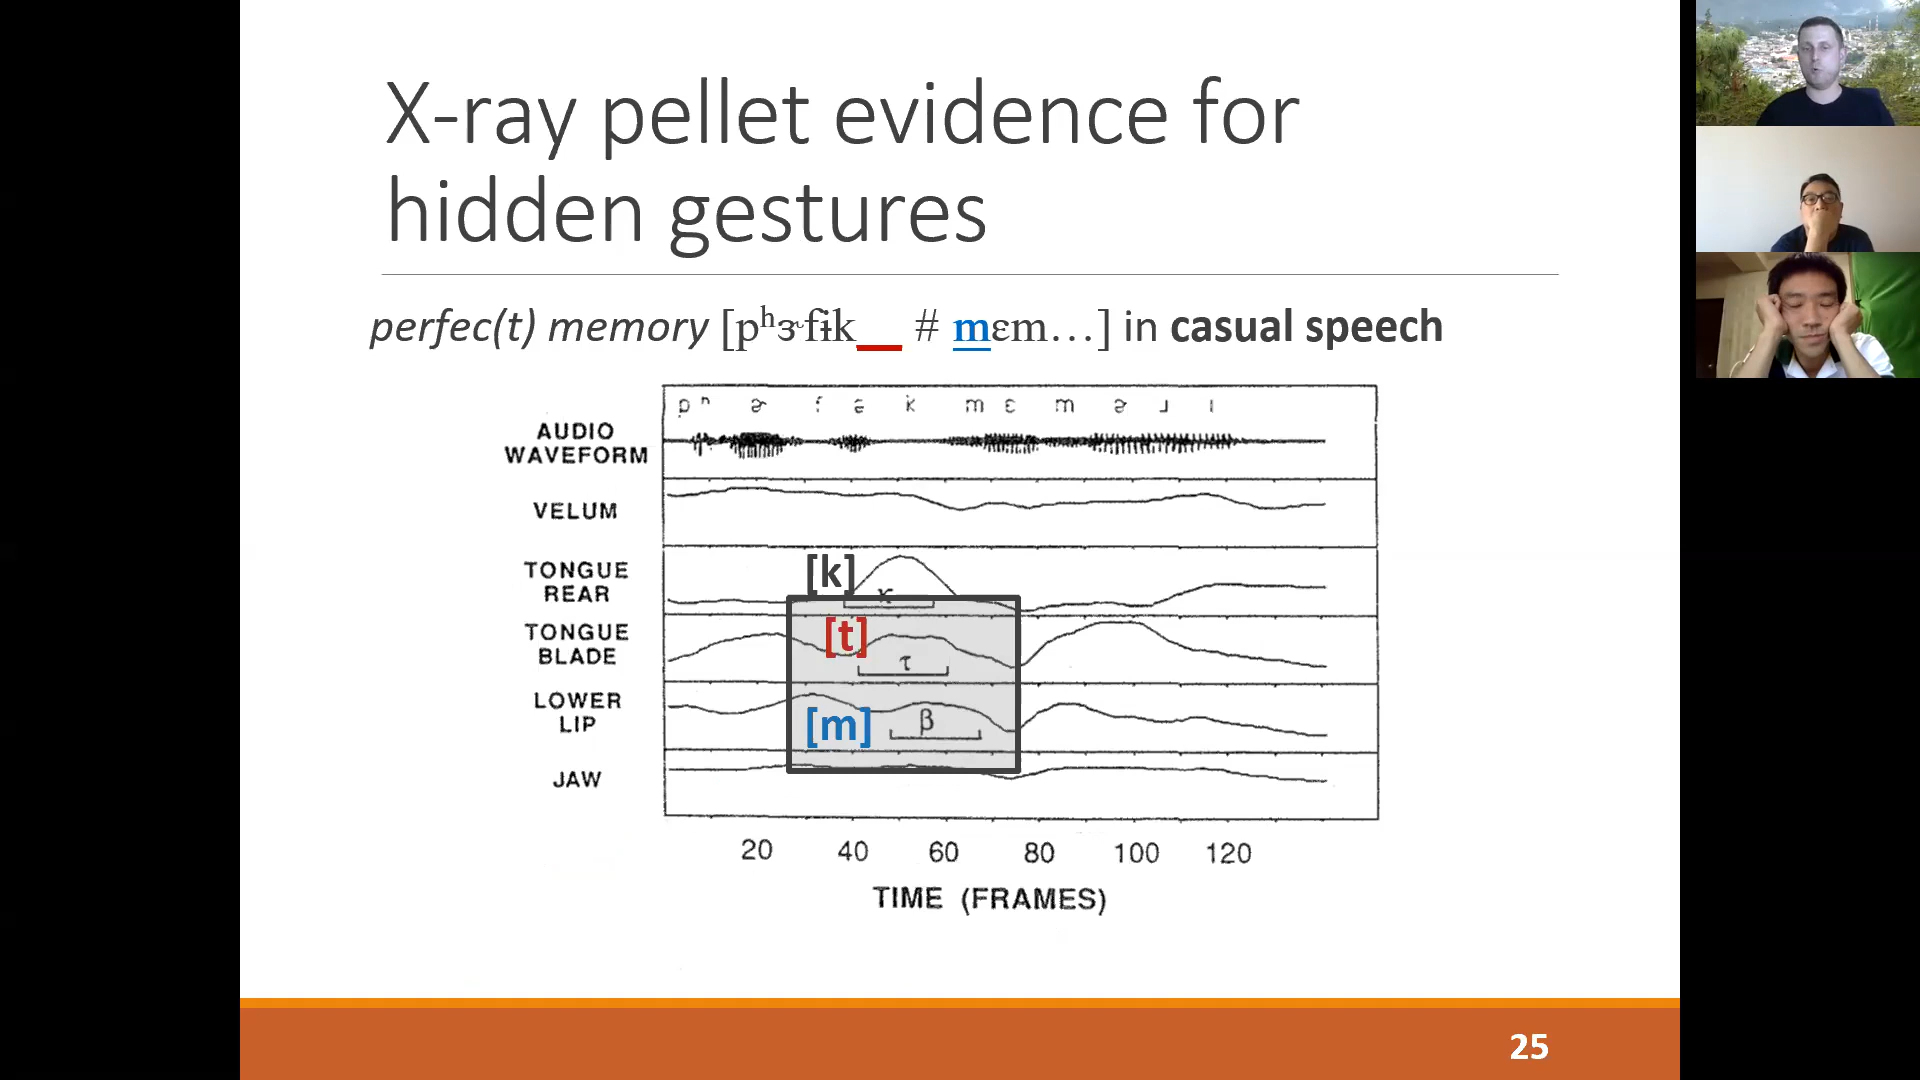 X-ray pellet evidence for
hidden gestures
perfec(t) memory [pʰɝfɨk__ # mɛm…] in casual speech
pʰ ɚ f ə k m ɛ m ə ɹ ı
AUDIO
WAVEFORM
VELUM
[k]
TONGUE
REAR
κ
[t]
TONGUE
BLADE
τ
LOWER
LIP
[m]
β
JAW
20 40 60 80 100 120
TIME (FRAMES)
25